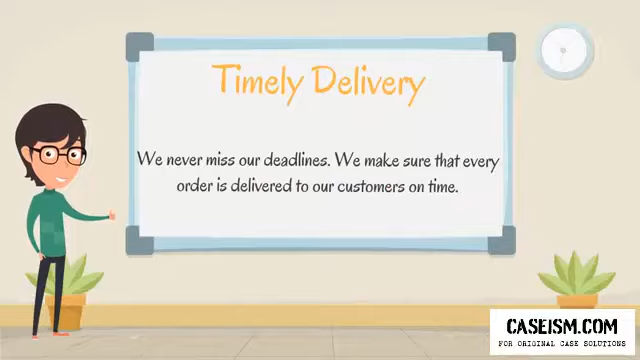 Timely Delivery
We never miss our deadlines. We make sure that every
order is delivered to our customers on time.
CASEISM.COM
FOR ORIGINAL CASE SOLUTIONS